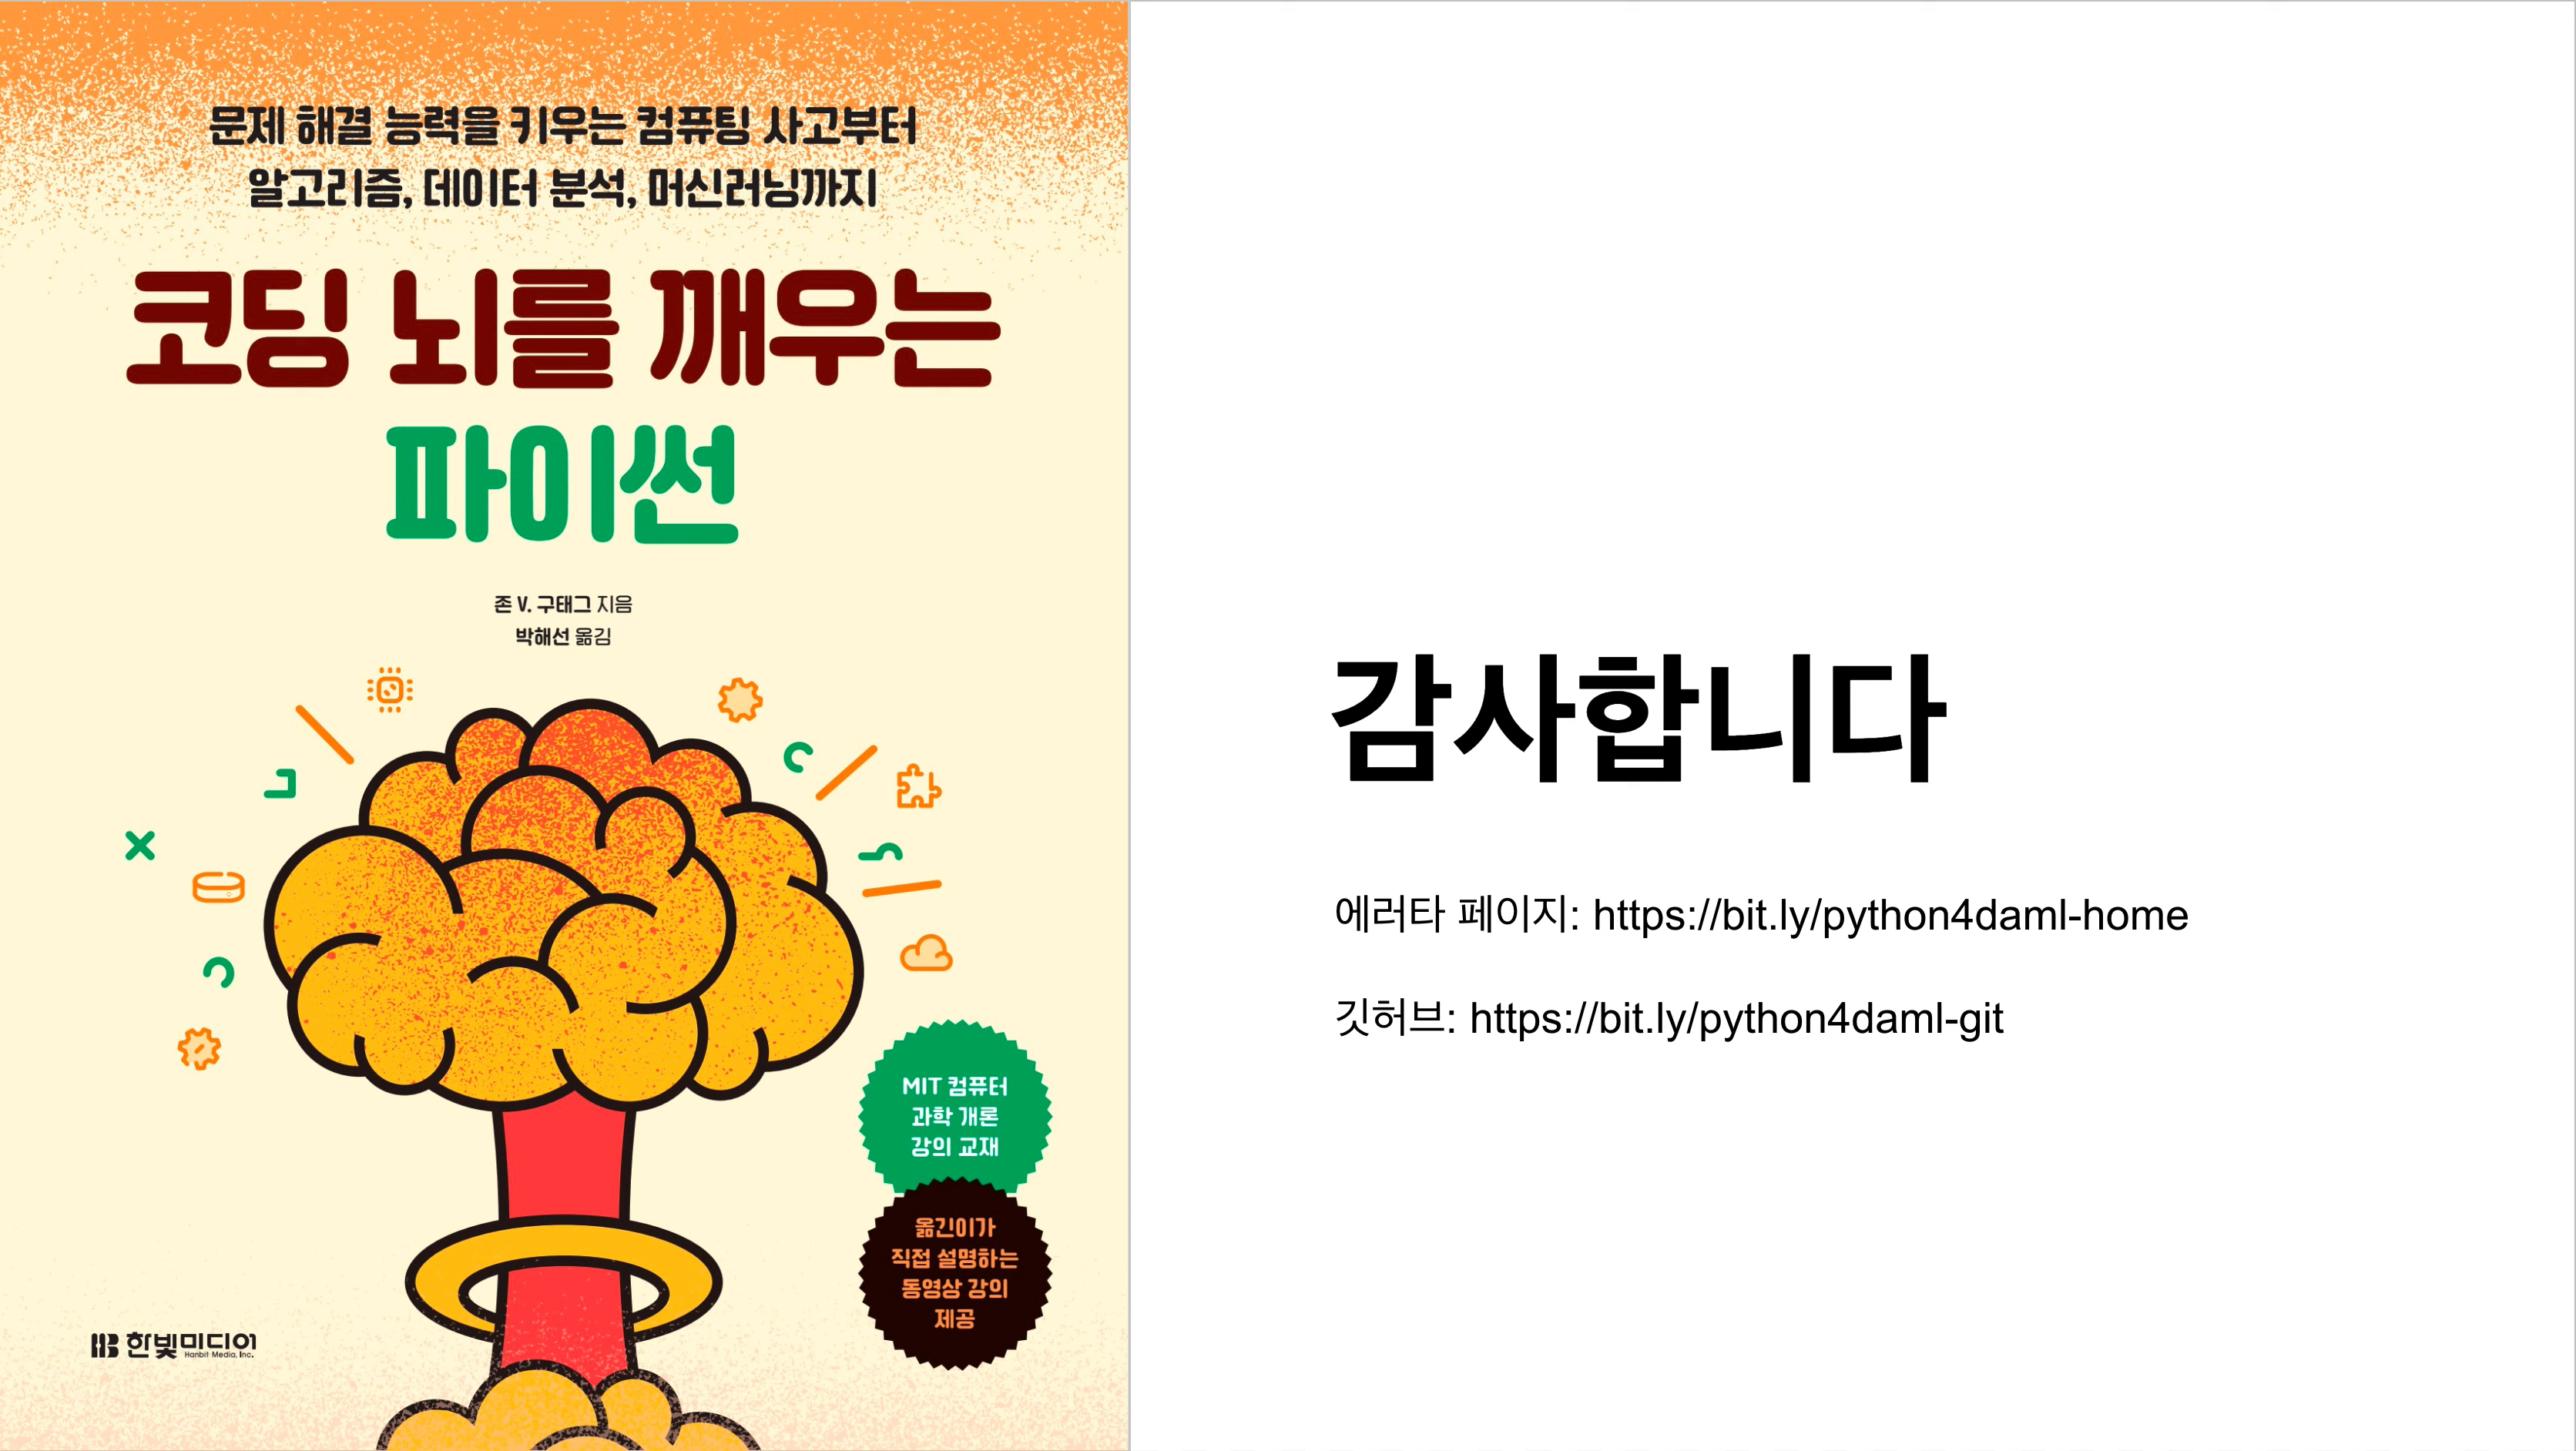 문제 해결 능력을 키우는 컴퓨팅 사고부터
알고리즘, 데이터 분석, 머신러닝까지
코딩 뇌를 깨우는
파이썬
존 V. 구태그 지음
박해선 옮김
MIT 컴퓨터
과학 개론
강의 교재
옮긴이가
직접 설명하는
동영상 강의
제공
한빛미디어
Hanbit Media, Inc.
감사합니다
에러타 페이지: https://bit.ly/python4daml-home
깃허브: https://bit.ly/python4daml-git